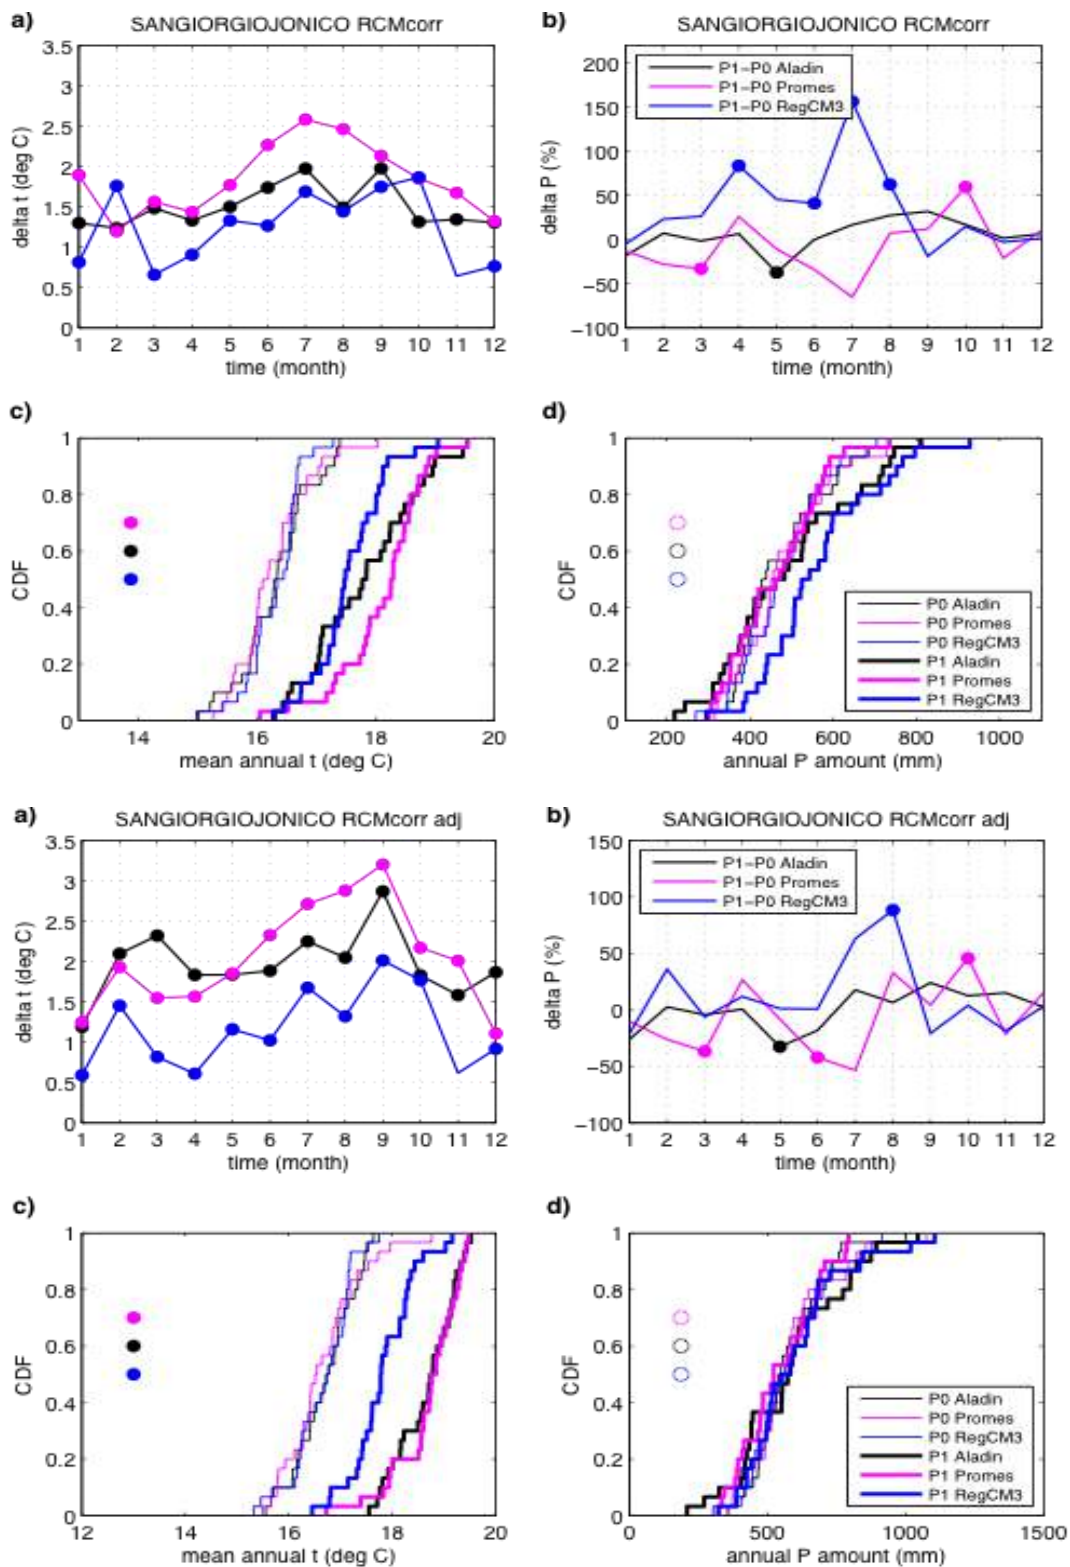 a)
SANGIORGIOJONICO RCMcorr
3.5
3
2.5
2
1.5
1
0.5
0
delta t (deg C)
1 2 3 4 5 6 7 8 9 10 11 12
time (month)
b)
SANGIORGIOJONICO RCMcorr
200
150
100
50
0
−50
−100
delta P (%)
P1−P0 Aladin
P1−P0 Promes
P1−P0 RegCM3
1 2 3 4 5 6 7 8 9 10 11 12
time (month)
c)
1
0.8
0.6
0.4
0.2
0
CDF
14 16 18 20
mean annual t (deg C)
d)
1
0.8
0.6
0.4
0.2
0
CDF
P0 Aladin
P0 Promes
P0 RegCM3
P1 Aladin
P1 Promes
P1 RegCM3
200 400 600 800 1000
annual P amount (mm)
a)
SANGIORGIOJONICO RCMcorr adj
3.5
3
2.5
2
1.5
1
0.5
0
delta t (deg C)
1 2 3 4 5 6 7 8 9 10 11 12
time (month)
b)
SANGIORGIOJONICO RCMcorr adj
150
100
50
0
−50
−100
delta P (%)
P1−P0 Aladin
P1−P0 Promes
P1−P0 RegCM3
1 2 3 4 5 6 7 8 9 10 11 12
time (month)
c)
1
0.8
0.6
0.4
0.2
0
CDF
12 14 16 18 20
mean annual t (deg C)
d)
1
0.8
0.6
0.4
0.2
0
CDF
P0 Aladin
P0 Promes
P0 RegCM3
P1 Aladin
P1 Promes
P1 RegCM3
0 500 1000 1500
annual P amount (mm)